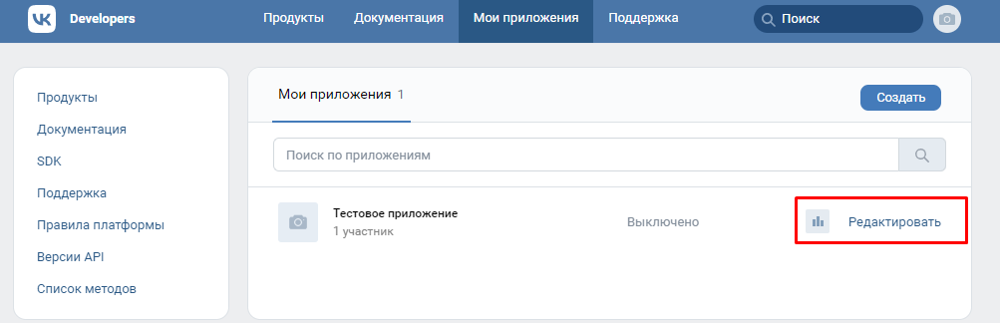 Developers Продукты Документация Мои приложения Поддержка Поиск
Продукты
Документация
SDK
Поддержка
Правила платформы
Версии API
Список методов
Мои приложения 1
Создать
Поиск по приложениям
Тестовое приложение
1 участник
Выключено
Редактировать